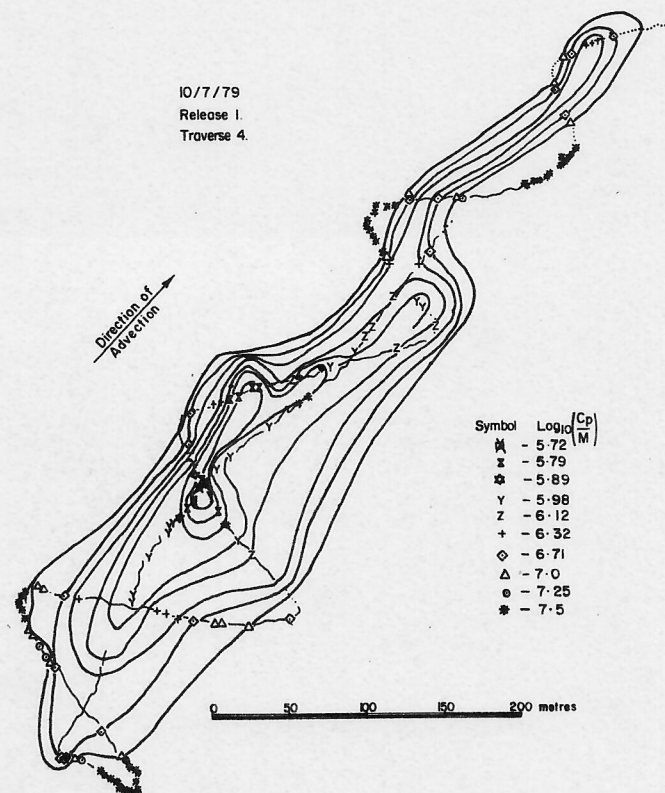 10/7/79
Release 1.
Traverse 4.
Direction of
Advection
Symbol Log10(Cp/M)
- 5·72
- 5·79
- 5·89
Y - 5·98
Z - 6·12
+ - 6·32
◇ - 6·71
△ - 7·0
⊙ - 7·25
✱ - 7·5
0 50 100 150 200 metres